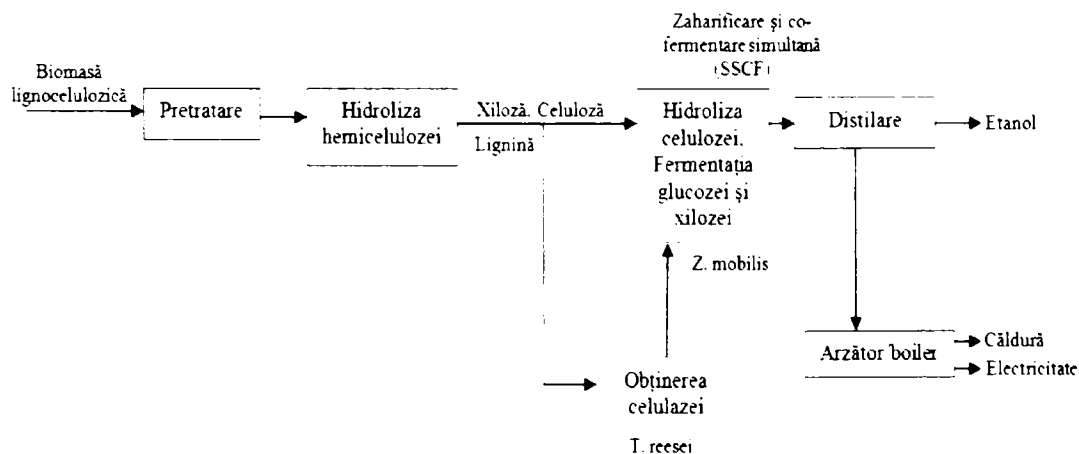 Zaharificare și co-
fermentare simultană
(SSCF)
Biomasă
lignocelulozică
Pretratare
Hidroliza
hemicelulozei
Xiloză. Celuloză
Lignină
Hidroliza
celulozei.
Fermentația
glucozei și
xilozei
Distilare
Etanol
Z. mobilis
Arzător boiler
Căldură
Electricitate
Obținerea
celulazei
T. reesei